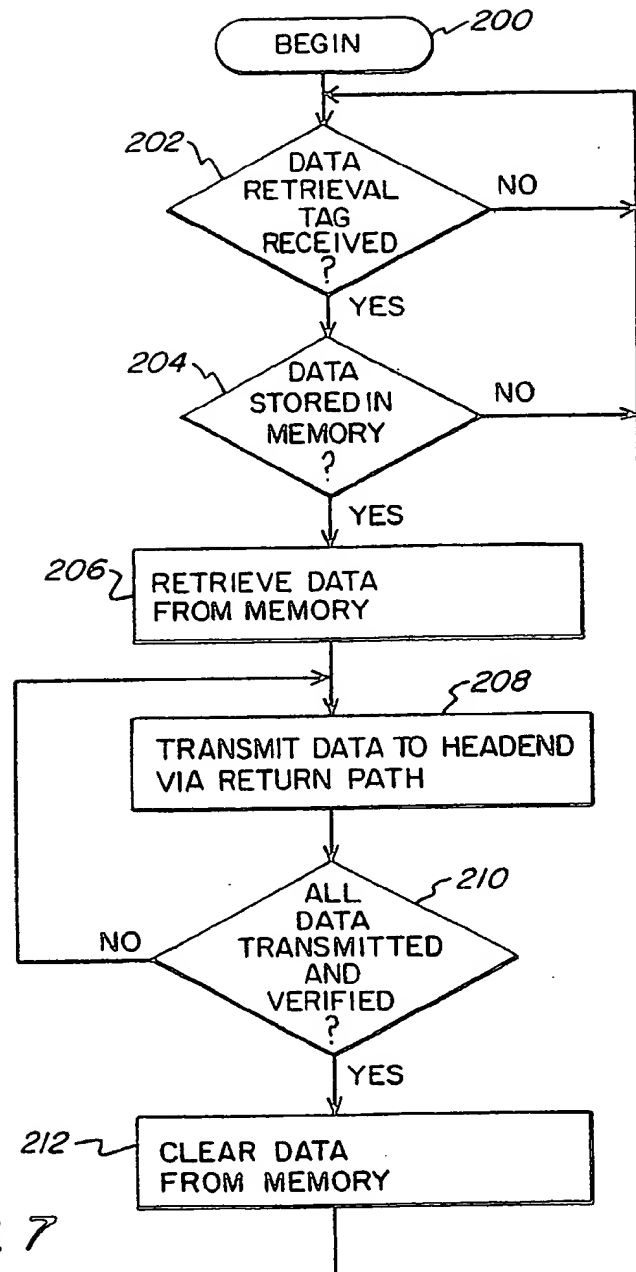 BEGIN
200
202
DATA
RETRIEVAL
TAG
RECEIVED
?
NO
YES
204
DATA
STORED IN
MEMORY
?
NO
YES
206
RETRIEVE DATA
FROM MEMORY
208
TRANSMIT DATA TO HEADEND
VIA RETURN PATH
210
ALL
DATA
TRANSMITTED
AND
VERIFIED
?
NO
YES
212
CLEAR DATA
FROM MEMORY
7